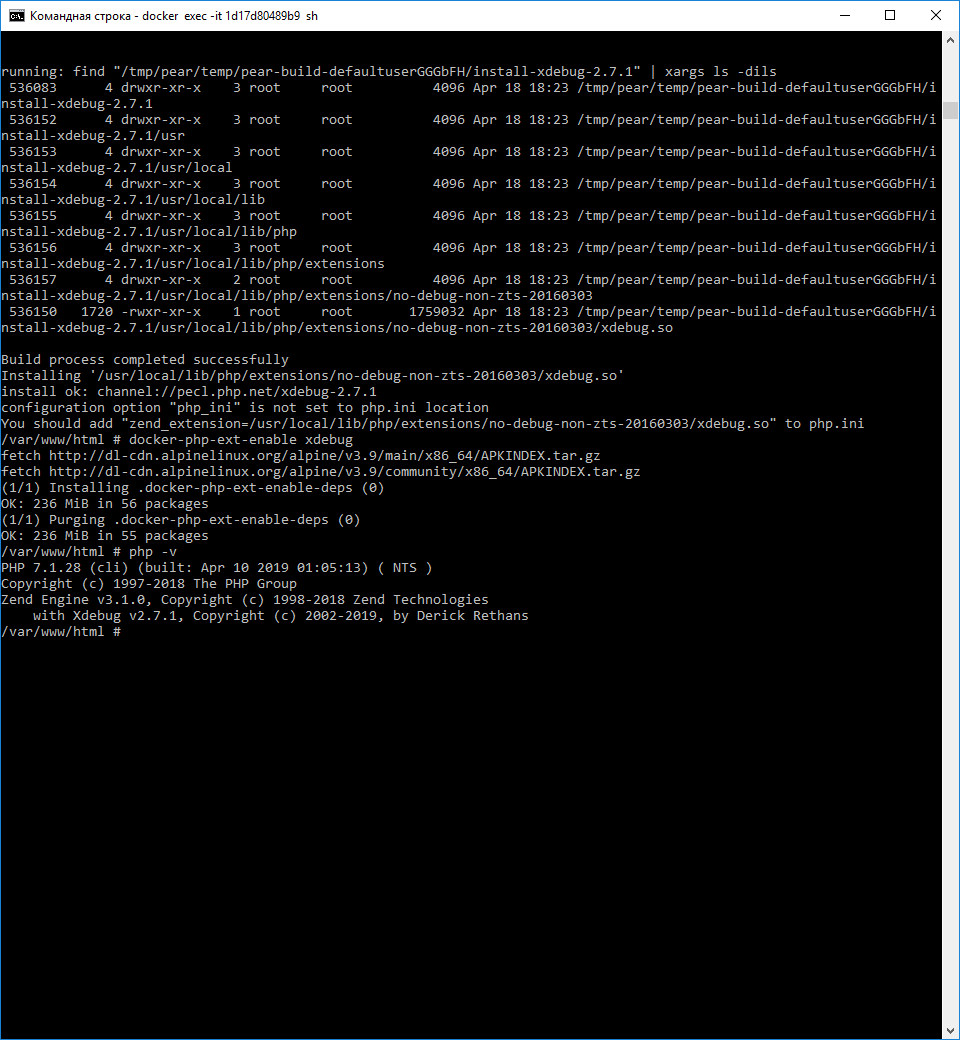 Командная строка - docker exec -it 1d17d80489b9 sh
running: find "/tmp/pear/temp/pear-build-defaultuserGGGbFH/install-xdebug-2.7.1" | xargs ls -dils
536083 4 drwxr-xr-x 3 root root 4096 Apr 18 18:23 /tmp/pear/temp/pear-build-defaultuserGGGbFH/i
nstall-xdebug-2.7.1
536152 4 drwxr-xr-x 3 root root 4096 Apr 18 18:23 /tmp/pear/temp/pear-build-defaultuserGGGbFH/i
nstall-xdebug-2.7.1/usr
536153 4 drwxr-xr-x 3 root root 4096 Apr 18 18:23 /tmp/pear/temp/pear-build-defaultuserGGGbFH/i
nstall-xdebug-2.7.1/usr/local
536154 4 drwxr-xr-x 3 root root 4096 Apr 18 18:23 /tmp/pear/temp/pear-build-defaultuserGGGbFH/i
nstall-xdebug-2.7.1/usr/local/lib
536155 4 drwxr-xr-x 3 root root 4096 Apr 18 18:23 /tmp/pear/temp/pear-build-defaultuserGGGbFH/i
nstall-xdebug-2.7.1/usr/local/lib/php
536156 4 drwxr-xr-x 3 root root 4096 Apr 18 18:23 /tmp/pear/temp/pear-build-defaultuserGGGbFH/i
nstall-xdebug-2.7.1/usr/local/lib/php/extensions
536157 4 drwxr-xr-x 2 root root 4096 Apr 18 18:23 /tmp/pear/temp/pear-build-defaultuserGGGbFH/i
nstall-xdebug-2.7.1/usr/local/lib/php/extensions/no-debug-non-zts-20160303
536150 1720 -rwxr-xr-x 1 root root 1759032 Apr 18 18:23 /tmp/pear/temp/pear-build-defaultuserGGGbFH/i
nstall-xdebug-2.7.1/usr/local/lib/php/extensions/no-debug-non-zts-20160303/xdebug.so
Build process completed successfully
Installing '/usr/local/lib/php/extensions/no-debug-non-zts-20160303/xdebug.so'
install ok: channel://pecl.php.net/xdebug-2.7.1
configuration option "php_ini" is not set to php.ini location
You should add "zend_extension=/usr/local/lib/php/extensions/no-debug-non-zts-20160303/xdebug.so" to php.ini
/var/www/html # docker-php-ext-enable xdebug
fetch http://dl-cdn.alpinelinux.org/alpine/v3.9/main/x86_64/APKINDEX.tar.gz
fetch http://dl-cdn.alpinelinux.org/alpine/v3.9/community/x86_64/APKINDEX.tar.gz
(1/1) Installing .docker-php-ext-enable-deps (0)
OK: 236 MiB in 56 packages
(1/1) Purging .docker-php-ext-enable-deps (0)
OK: 236 MiB in 55 packages
/var/www/html # php -v
PHP 7.1.28 (cli) (built: Apr 10 2019 01:05:13) ( NTS )
Copyright (c) 1997-2018 The PHP Group
Zend Engine v3.1.0, Copyright (c) 1998-2018 Zend Technologies
with Xdebug v2.7.1, Copyright (c) 2002-2019, by Derick Rethans
/var/www/html #